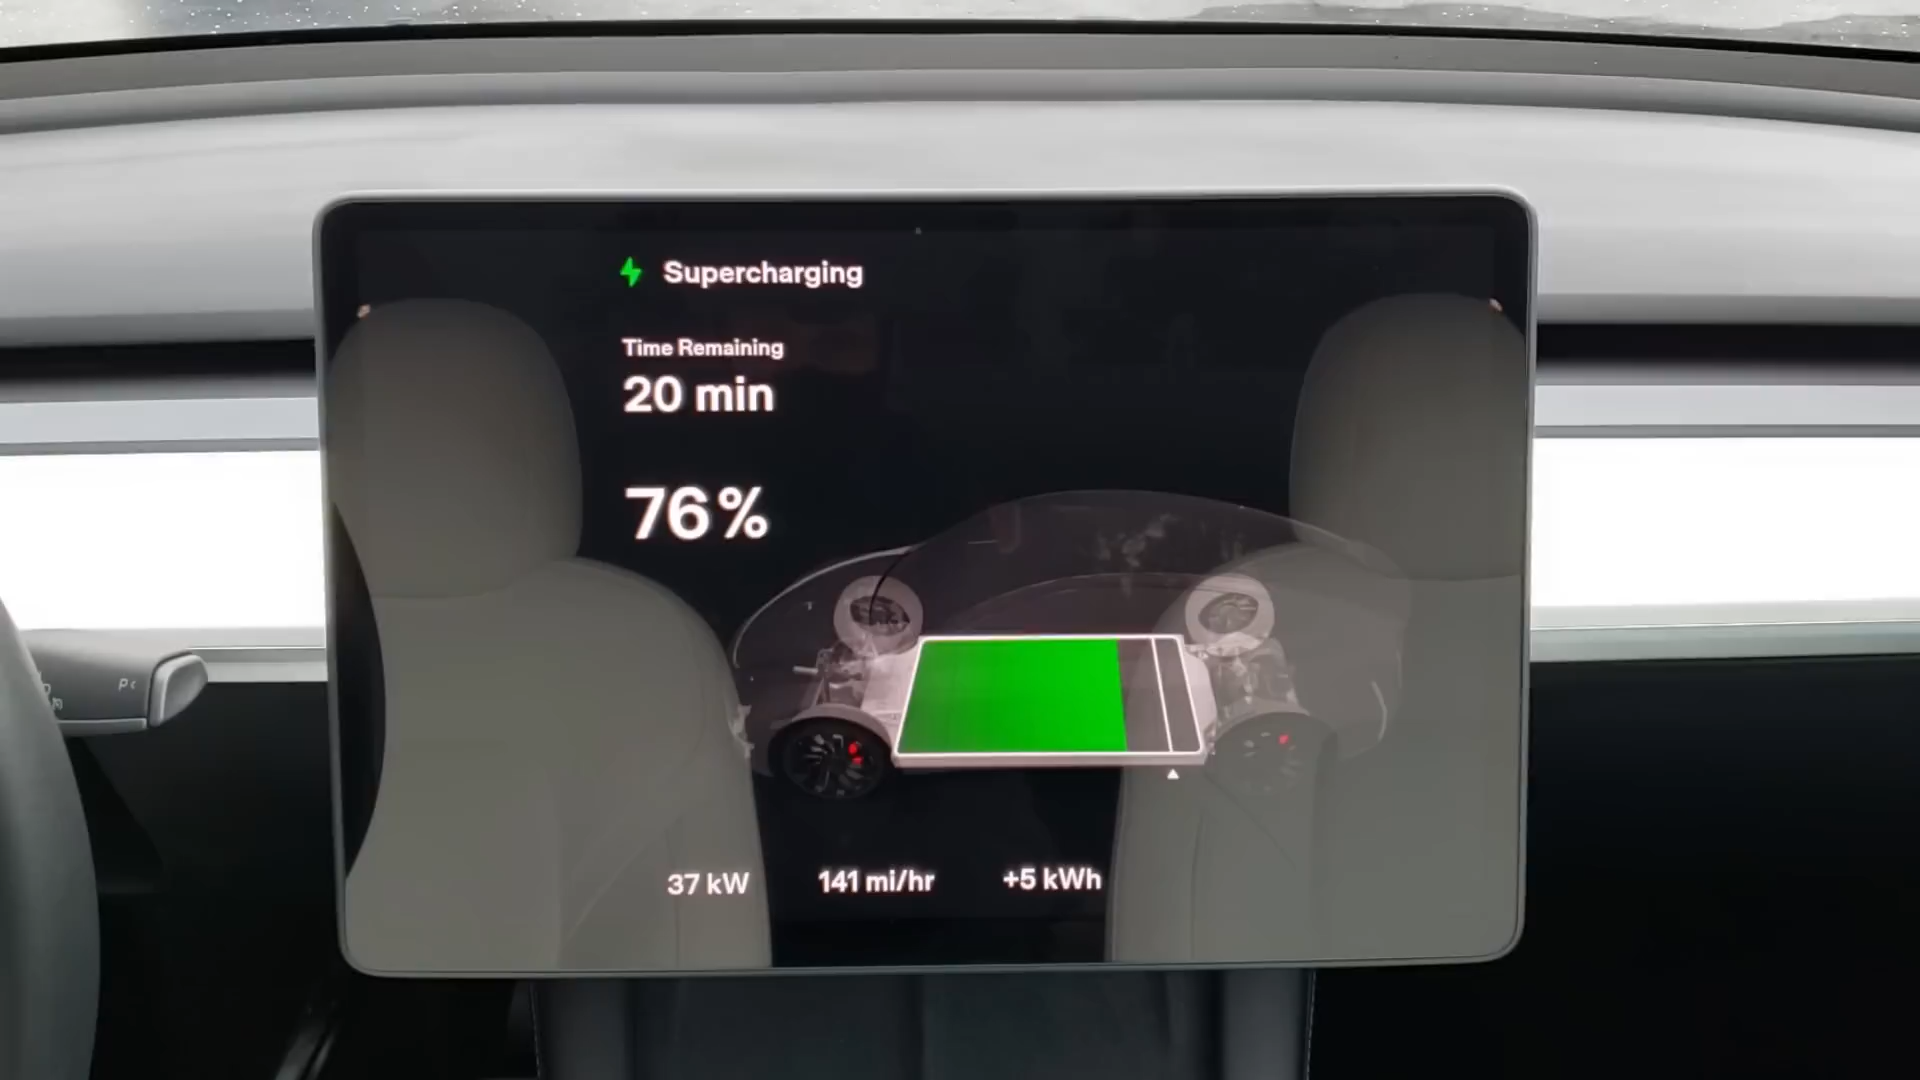 Supercharging
Time Remaining
20 min
76%
37 kW 141 mi/hr +5 kWh
P